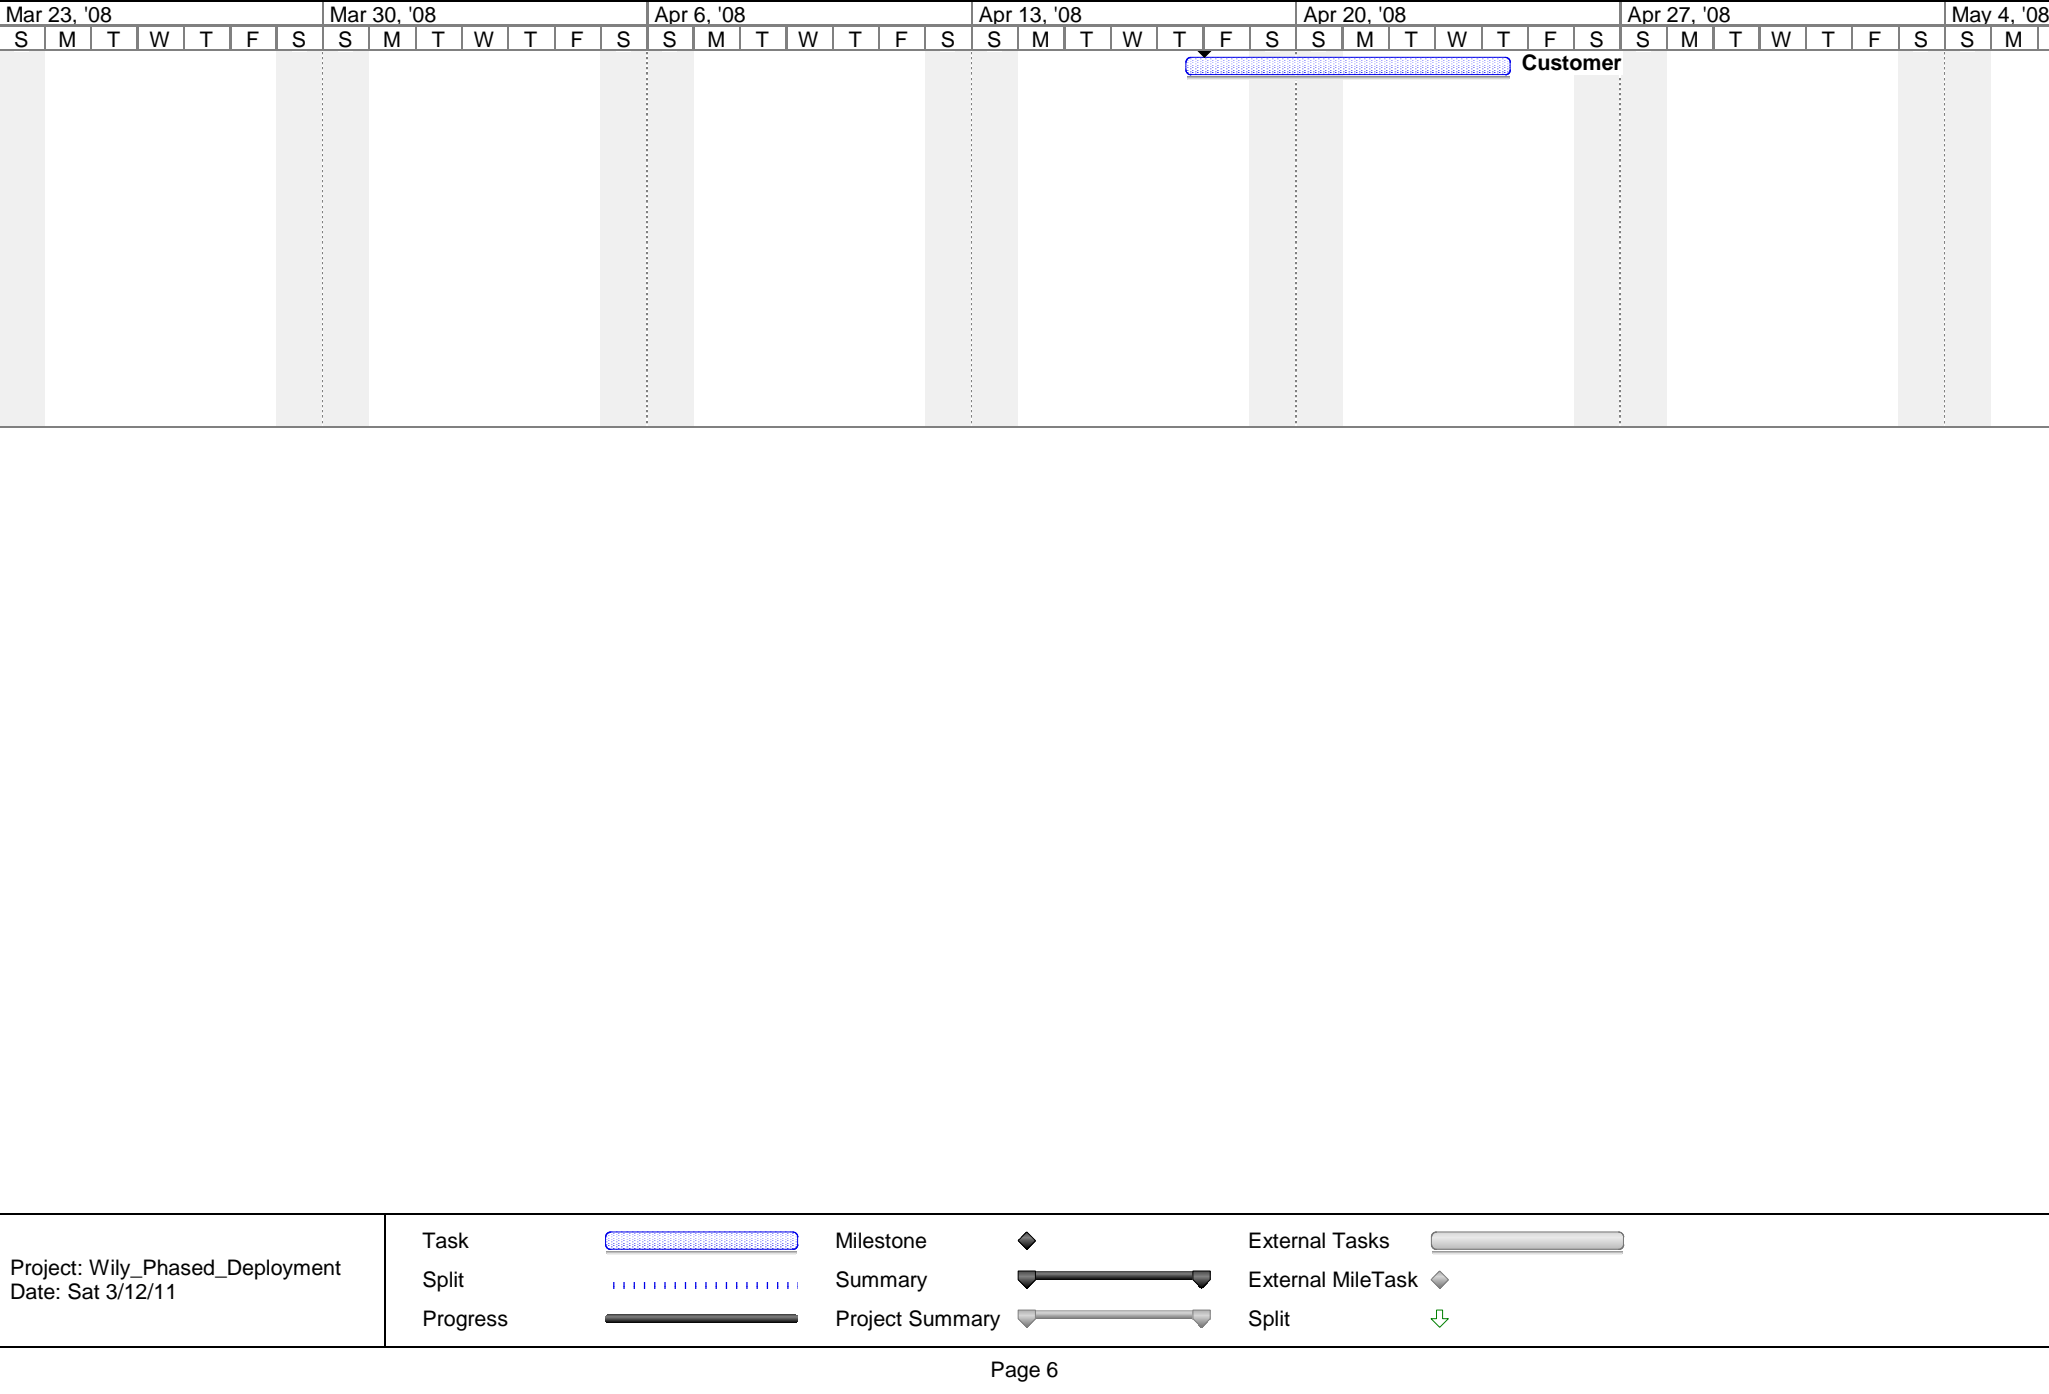 Mar 23, '08 Mar 30, '08 Apr 6, '08 Apr 13, '08 Apr 20, '08 Apr 27, '08 May 4, '08
S M T W T F S S M T W T F S S M T W T F S S M T W T F S S M T W T F S S M T W T F S S M
Customer
Project: Wily_Phased_Deployment
Date: Sat 3/12/11
Task
Split
Progress
Milestone
Summary
Project Summary
External Tasks
External MileTask
Split
Page 6